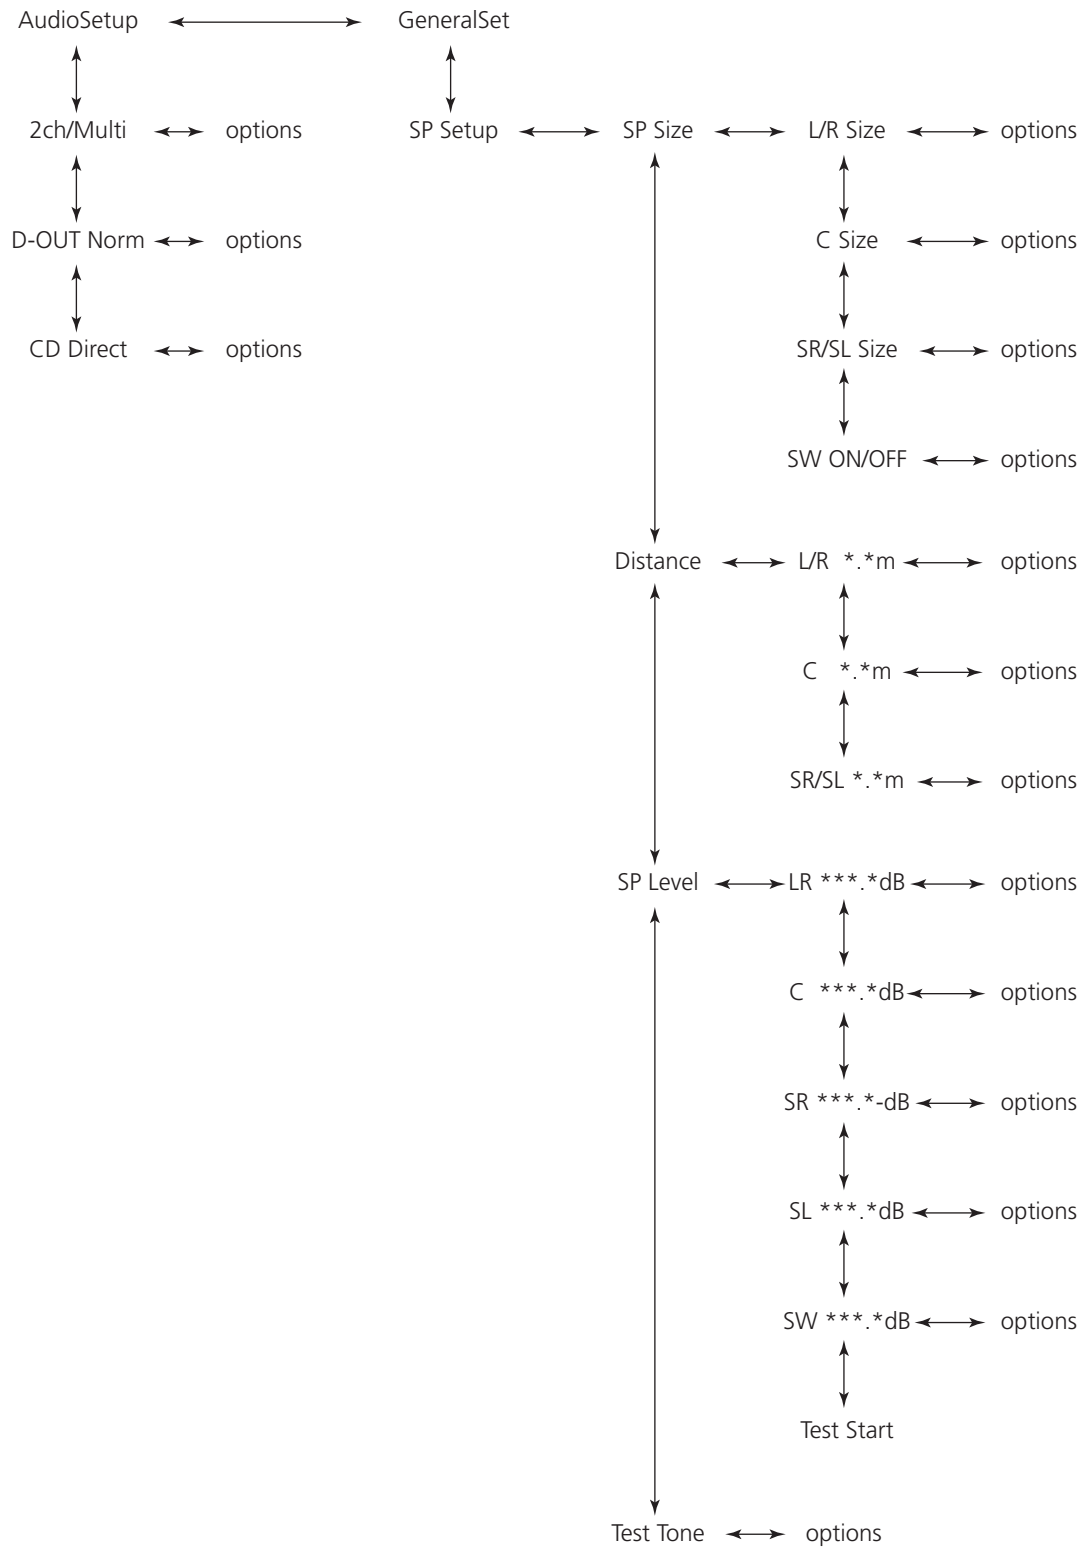 AudioSetup GeneralSet
2ch/Multi options SP Setup SP Size L/R Size options
D-OUT Norm options C Size options
CD Direct options SR/SL Size options
SW ON/OFF options
Distance L/R *.*m options
C *.*m options
SR/SL *.*m options
SP Level LR ***.*dB options
C ***.*dB options
SR ***.*-dB options
SL ***.*dB options
SW ***.*dB options
Test Start
Test Tone options